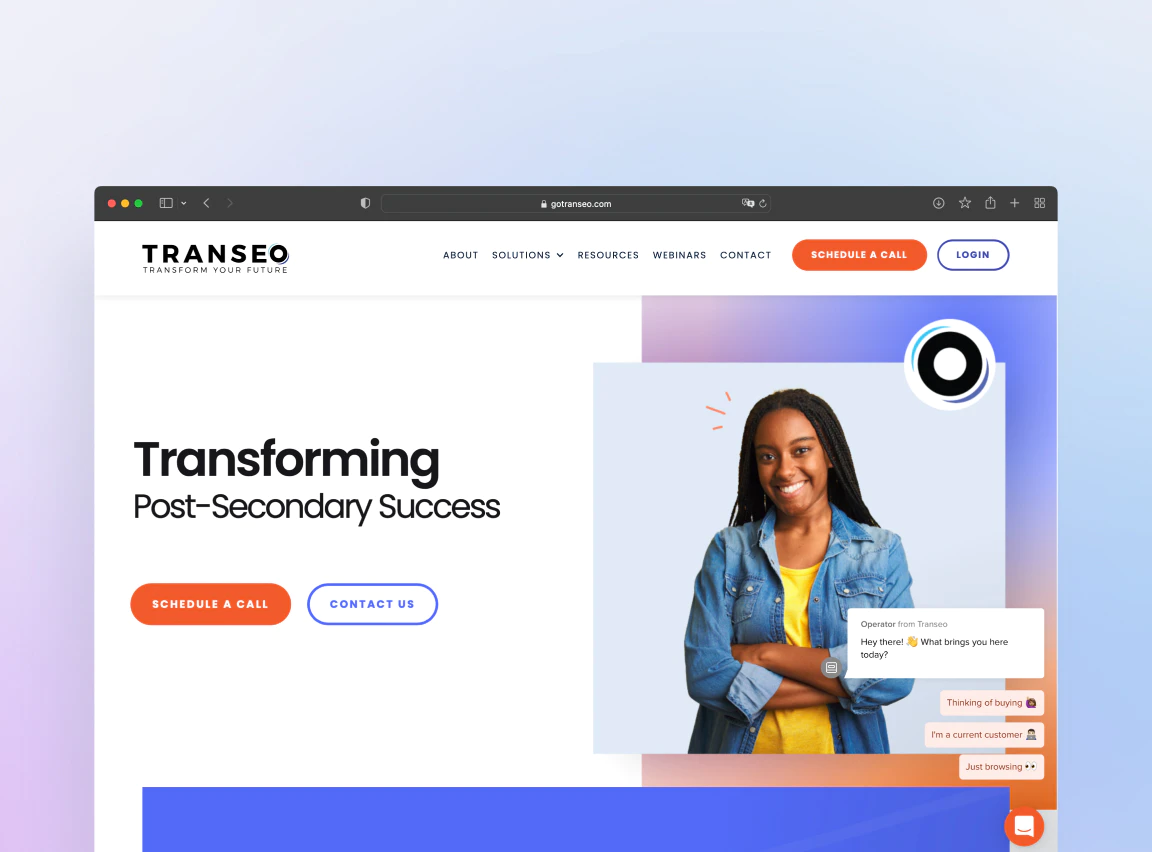 gotranseo.com
TRANSEO
TRANSFORM YOUR FUTURE
ABOUT SOLUTIONS RESOURCES WEBINARS CONTACT SCHEDULE A CALL LOGIN
Transforming
Post-Secondary Success
SCHEDULE A CALL CONTACT US
Operator from Transeo
Hey there! 👋 What brings you here
today?
Thinking of buying 🙋🏾‍♀️
I'm a current customer 👨🏻‍💻
Just browsing 👀